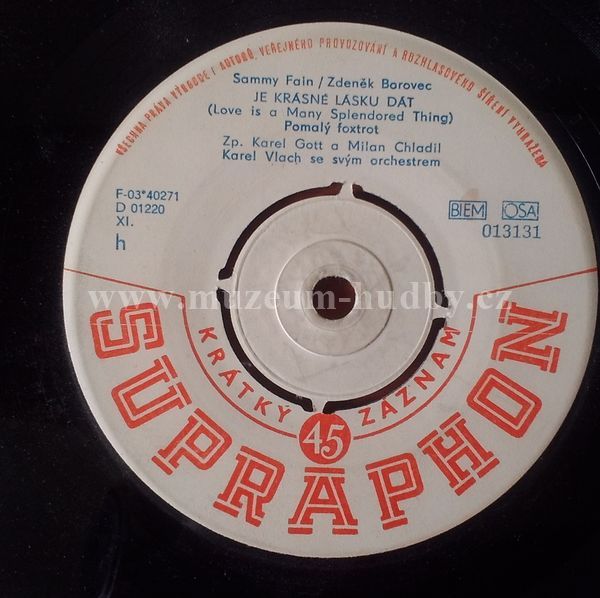 VŠECHNA PRÁVA VÝROBCE I AUTORŮ, VEŘEJNÉHO PROVOZOVÁNÍ A ROZHLASOVÉHO ŠÍŘENÍ VYHRAŽENA
Sammy Fain / Zdeněk Borovec
JE KRÁSNÉ LÁSKU DÁT
(Love is a Many Splendored Thing)
Pomalý foxtrot
Zp. Karel Gott a Milan Chladil
Karel Vlach se svým orchestrem
F-03*40271
D 01220
XI.
h
BIEM OSA
013131
www.muzeum-hudby.cz
KRÁTKÝ 45 ZÁZNAM
SUPRAPHON